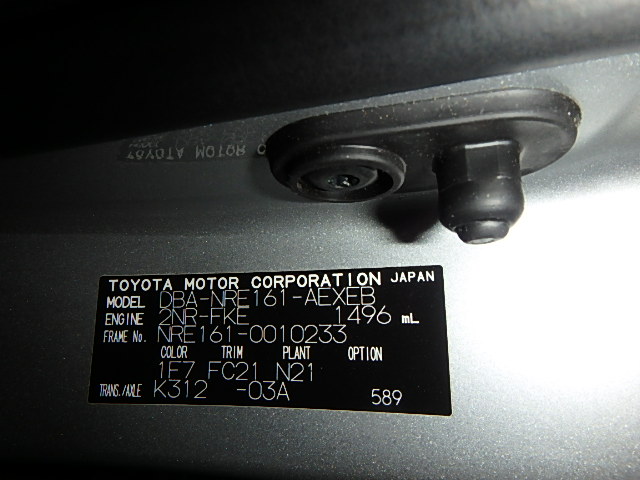 TOYOTA MOTOR CORPORATION JAPAN
MODEL DBA-NRE161-AEXEB
ENGINE 2NR-FKE 1496 mL
FRAME No. NRE161-0010233
COLOR TRIM PLANT OPTION
1F7 FC21 N21
TRANS./AXLE K312 -03A
589